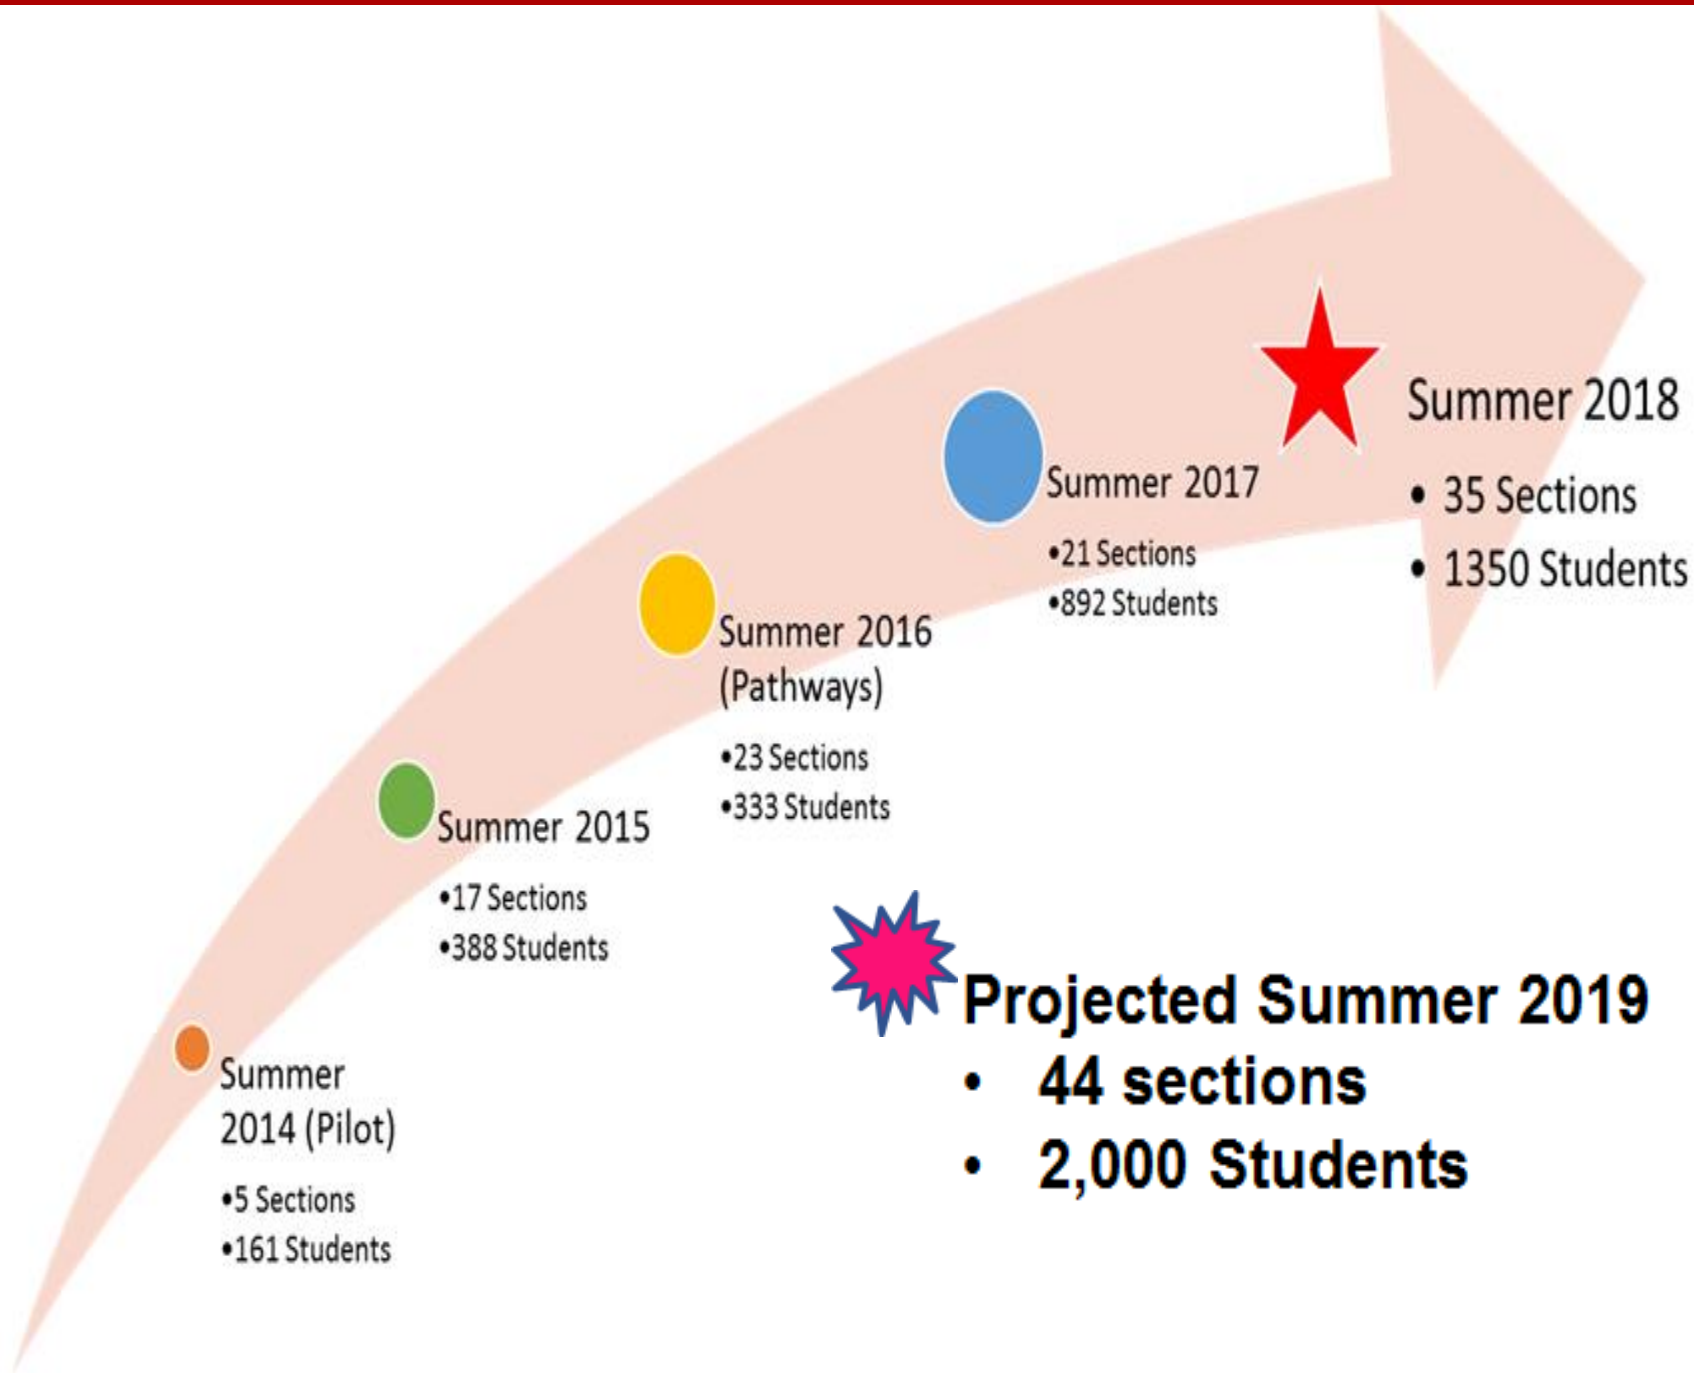 Summer 2018
• 35 Sections
• 1350 Students
Summer 2017
•21 Sections
•892 Students
Summer 2016
(Pathways)
•23 Sections
•333 Students
Summer 2015
•17 Sections
•388 Students
Summer
2014 (Pilot)
•5 Sections
•161 Students
Projected Summer 2019
• 44 sections
• 2,000 Students